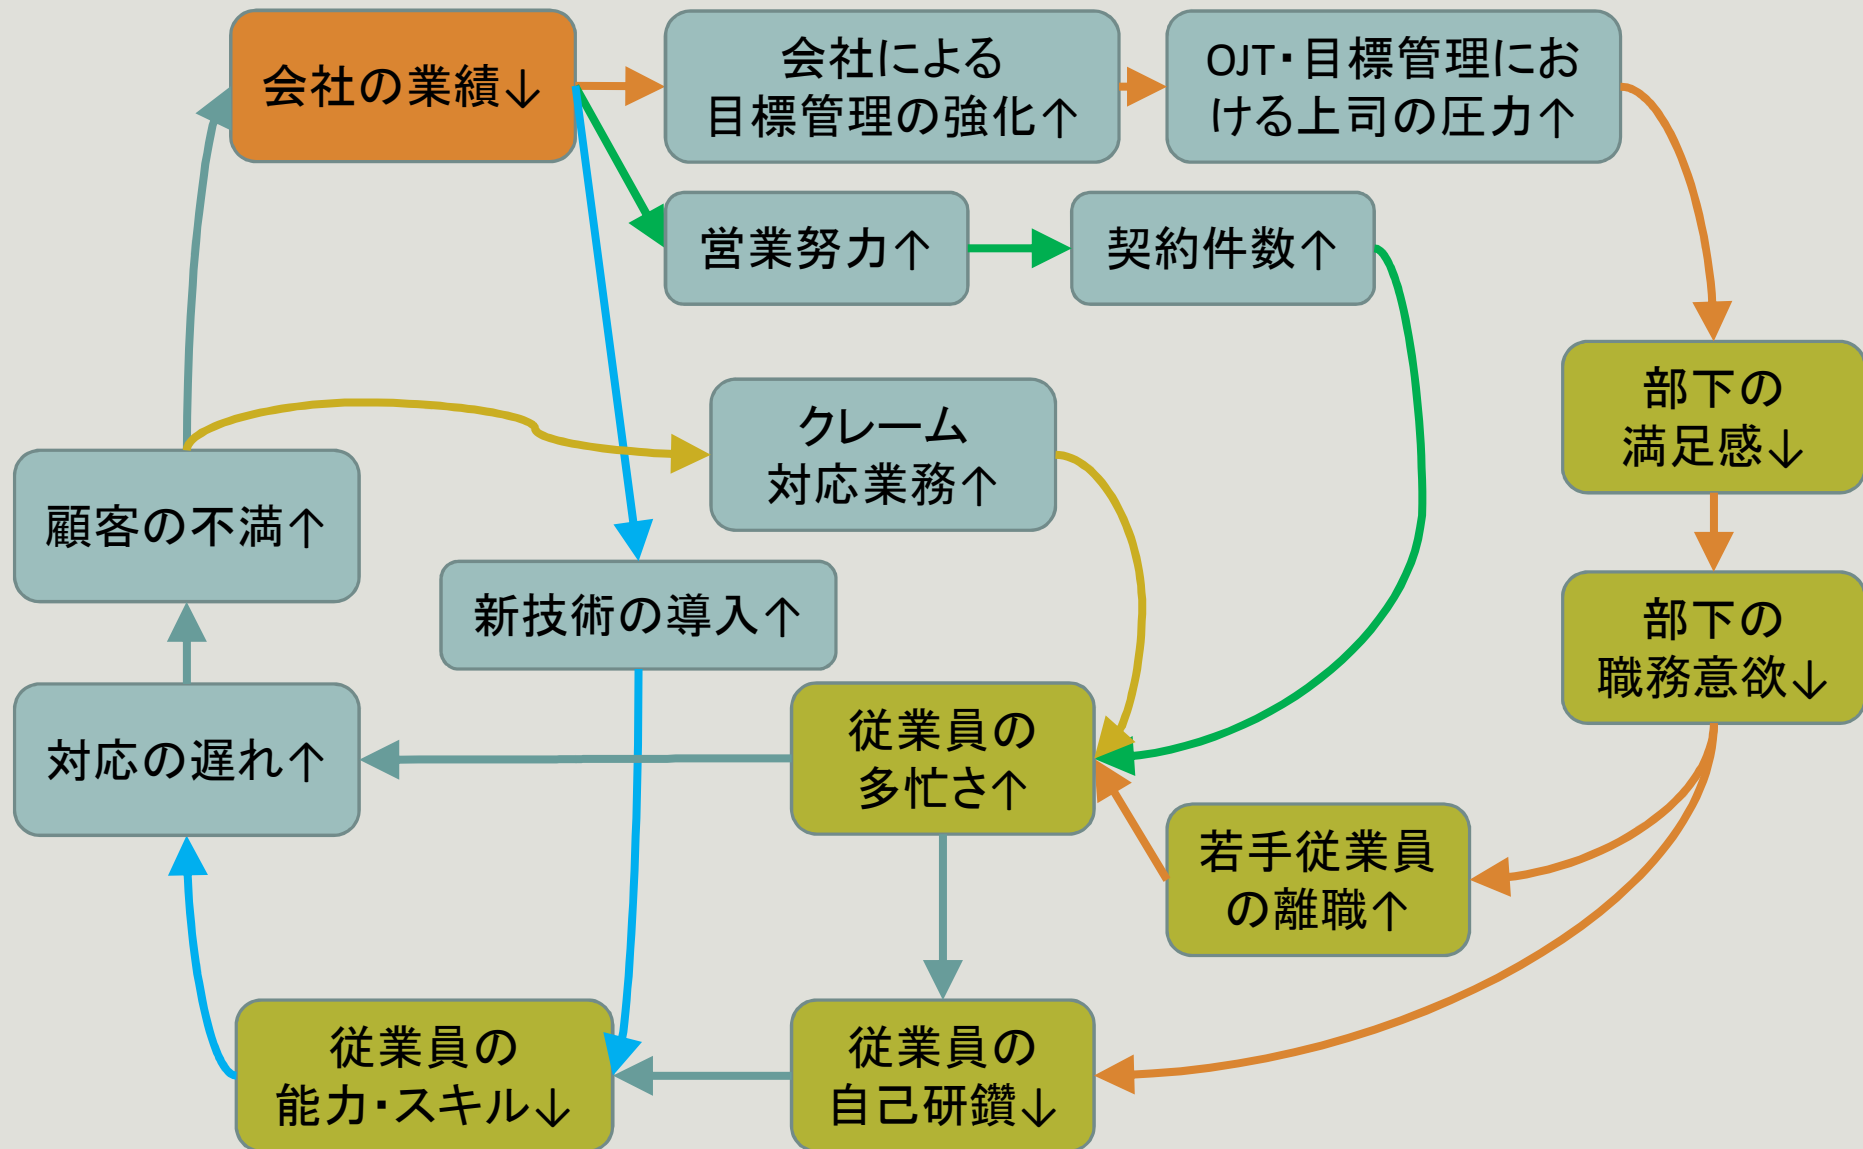 会社の業績↓
会社による
目標管理の強化↑
OJT・目標管理にお
ける上司の圧力↑
営業努力↑
契約件数↑
部下の
満足感↓
クレーム
対応業務↑
顧客の不満↑
新技術の導入↑
部下の
職務意欲↓
対応の遅れ↑
従業員の
多忙さ↑
若手従業員
の離職↑
従業員の
能力・スキル↓
従業員の
自己研鑽↓